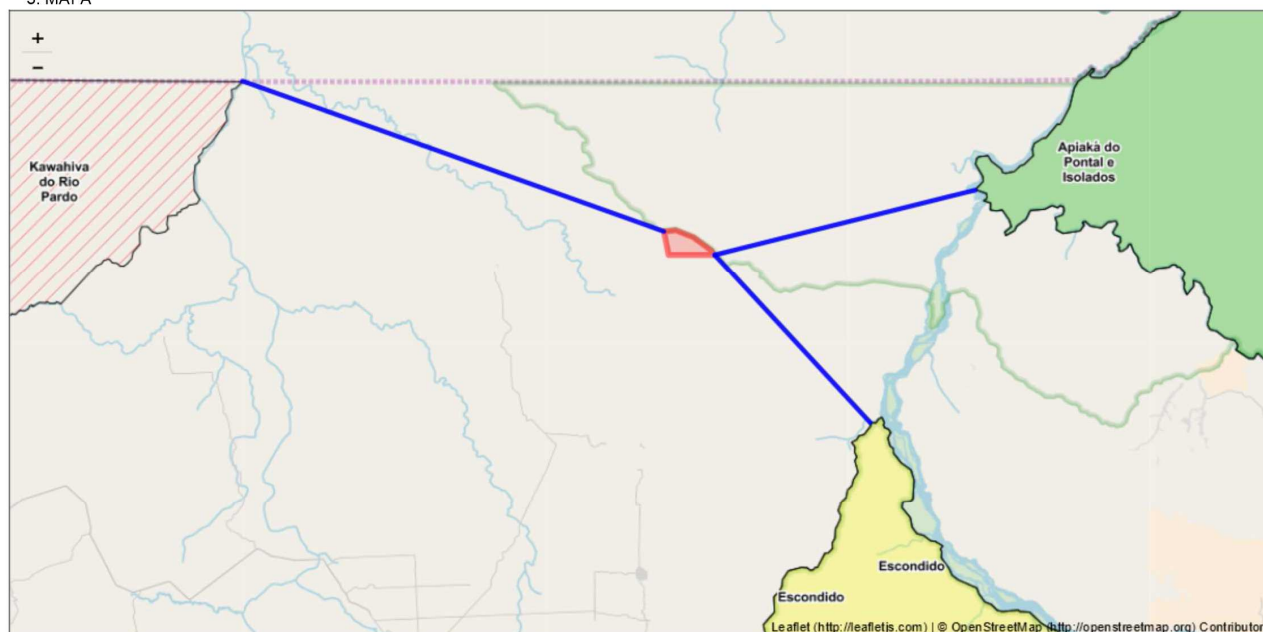 5. MAPA
+
−
Kawahiva
do Rio
Pardo
Apiaká do
Pontal e
Isolados
Escondido
Escondido
Leaflet (http://leafletjs.com) | © OpenStreetMap (http://openstreetmap.org) Contributor